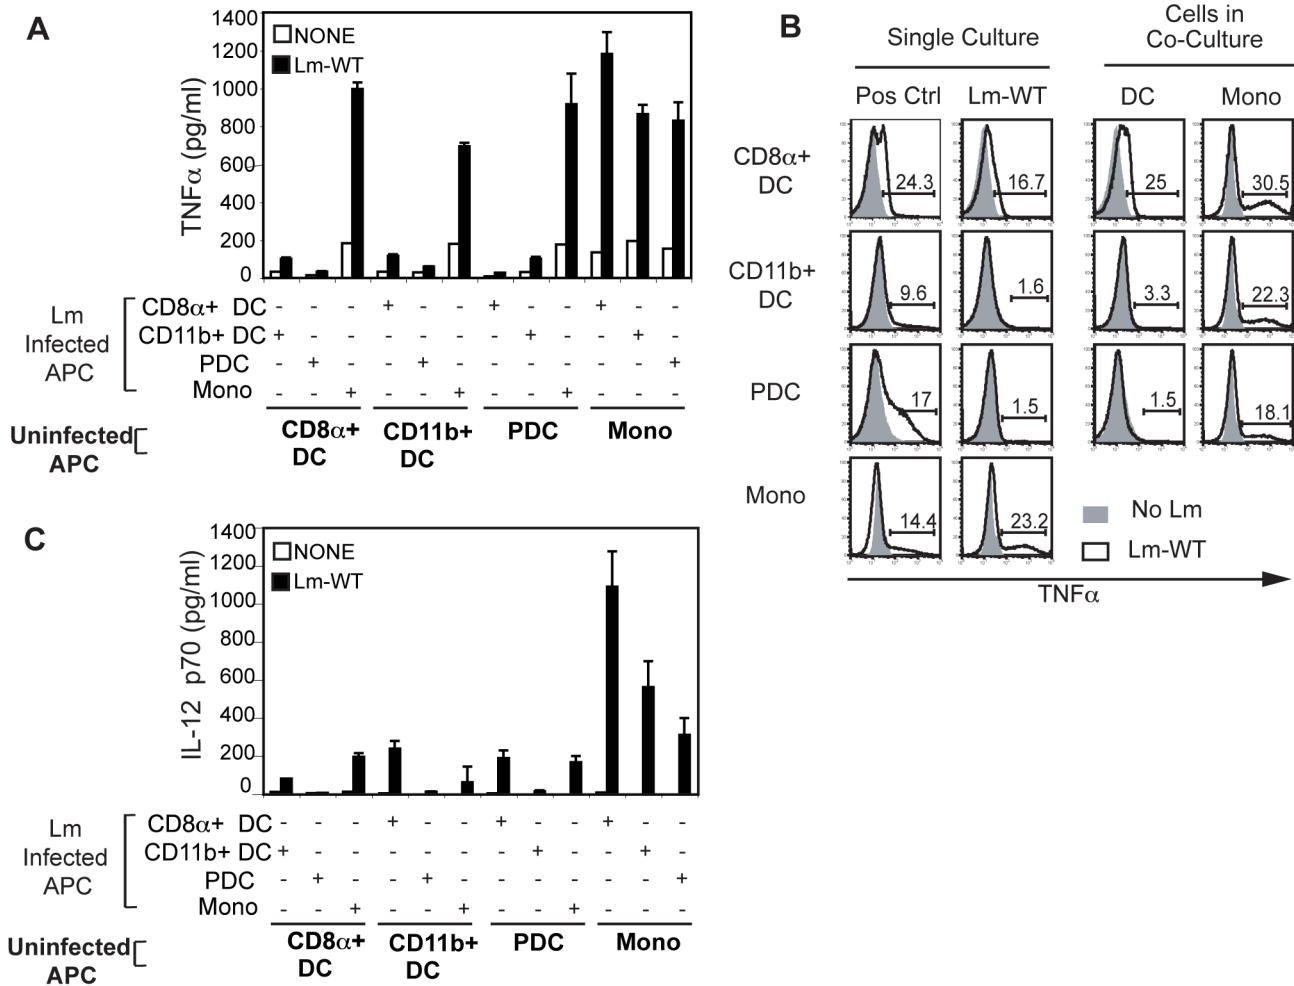 A
TNFα (pg/ml)
1400
1200
1000
800
600
400
200
0
NONE
Lm-WT
Lm
Infected
APC
CD8α+ DC - - - + - - + - - + - -
CD11b+ DC + - - - - - - + - - + -
PDC - + - - + - - - - - - +
Mono - - + - - + - - + - - -
Uninfected
APC
CD8α+
DC
CD11b+
DC
PDC
Mono
B
Single Culture
Cells in
Co-Culture
Pos Ctrl Lm-WT DC Mono
CD8α+
DC
24.3 16.7 25 30.5
CD11b+
DC
9.6 1.6 3.3 22.3
PDC
17 1.5 1.5 18.1
Mono
14.4 23.2
No Lm
Lm-WT
TNFα
C
IL-12 p70 (pg/ml)
1400
1200
1000
800
600
400
200
0
NONE
Lm-WT
Lm
Infected
APC
CD8α+ DC - - - + - - + - - + - -
CD11b+ DC + - - - - - - + - - + -
PDC - + - - + - - - - - - +
Mono - - + - - + - - + - - -
Uninfected
APC
CD8α+
DC
CD11b+
DC
PDC
Mono